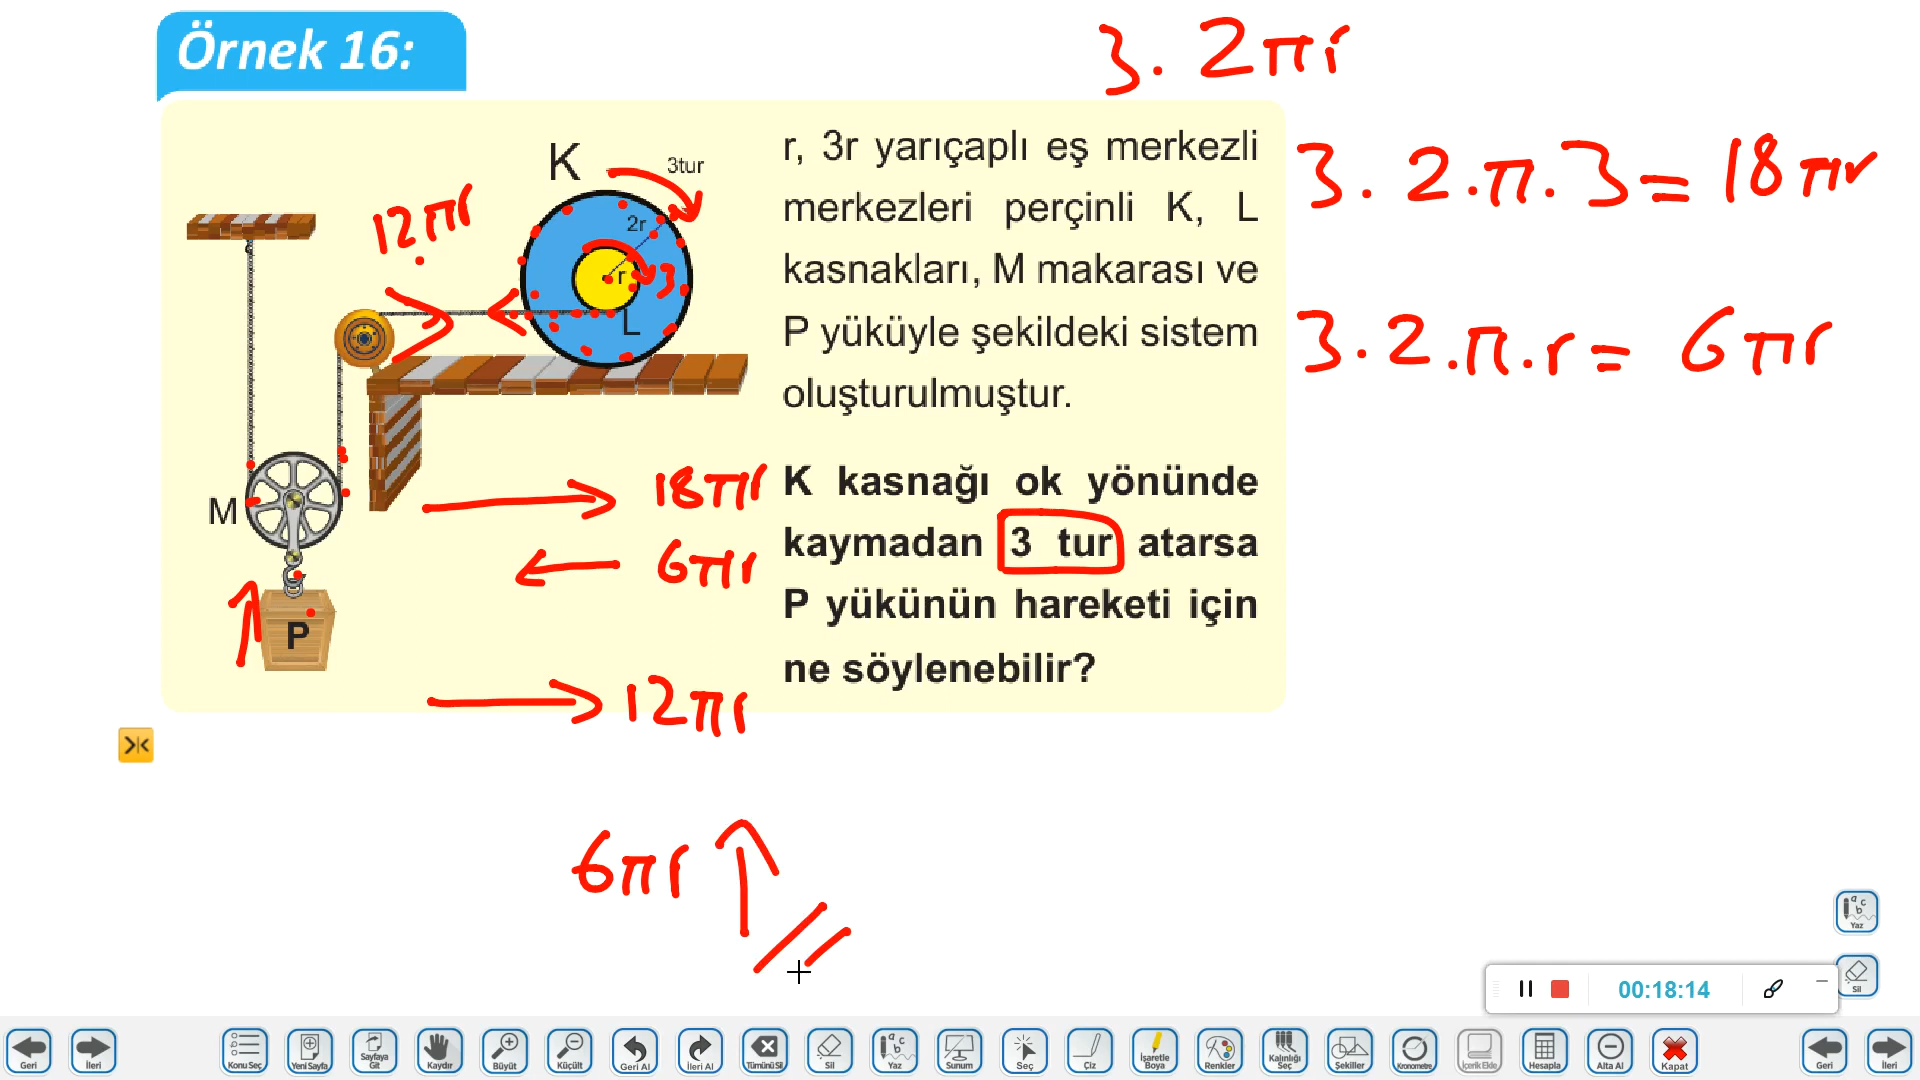 Örnek 16:
3 . 2πr
r, 3r yarıçaplı eş merkezli
merkezleri perçinli K, L
kasnakları, M makarası ve
P yüküyle şekildeki sistem
oluşturulmuştur.
K kasnağı ok yönünde
kaymadan 3 tur atarsa
P yükünün hareketi için
ne söylenebilir?
K
3tur
2r
r
3
L
12πr
M
P
3 . 2 . π . 3 = 18πr
3 . 2 . π . r = 6πr
18πr
6πr
12πr
6πr
Yaz
Sil
00:18:14
Geri
İleri
Konu Seç
Yeni Sayfa
Sayfaya Git
Kaydır
Büyüt
Küçült
Geri Al
İleri Al
Tümünü Sil
Sil
Yaz
Sunum
Seç
Çiz
İşaretle Boya
Renkler
Kalınlığı Seç
Şekiller
Kronometre
İçerik Ekle
Hesapla
Alta Al
Kapat
Geri
İleri